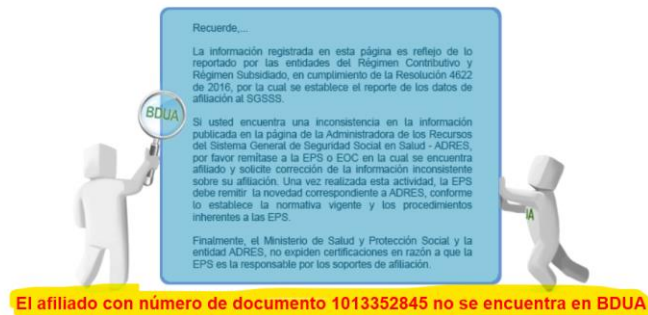 Recuerde,...
La información registrada en esta página es reflejo de lo
reportado por las entidades del Régimen Contributivo y
Régimen Subsidiado, en cumplimiento de la Resolución 4622
de 2016, por la cual se establece el reporte de los datos de
afiliación al SGSSS.
Si usted encuentra una inconsistencia en la información
publicada en la página de la Administradora de los Recursos
del Sistema General de Seguridad Social en Salud - ADRES,
por favor remítase a la EPS o EOC en la cual se encuentra
afiliado y solicite corrección de la información inconsistente
sobre su afiliación. Una vez realizada esta actividad, la EPS
debe remitir la novedad correspondiente a ADRES, conforme
lo establece la normativa vigente y los procedimientos
inherentes a las EPS.
Finalmente, el Ministerio de Salud y Protección Social y la
entidad ADRES, no expiden certificaciones en razón a que la
EPS es la responsable por los soportes de afiliación.
BDUA
UA
El afiliado con número de documento 1013352845 no se encuentra en BDUA